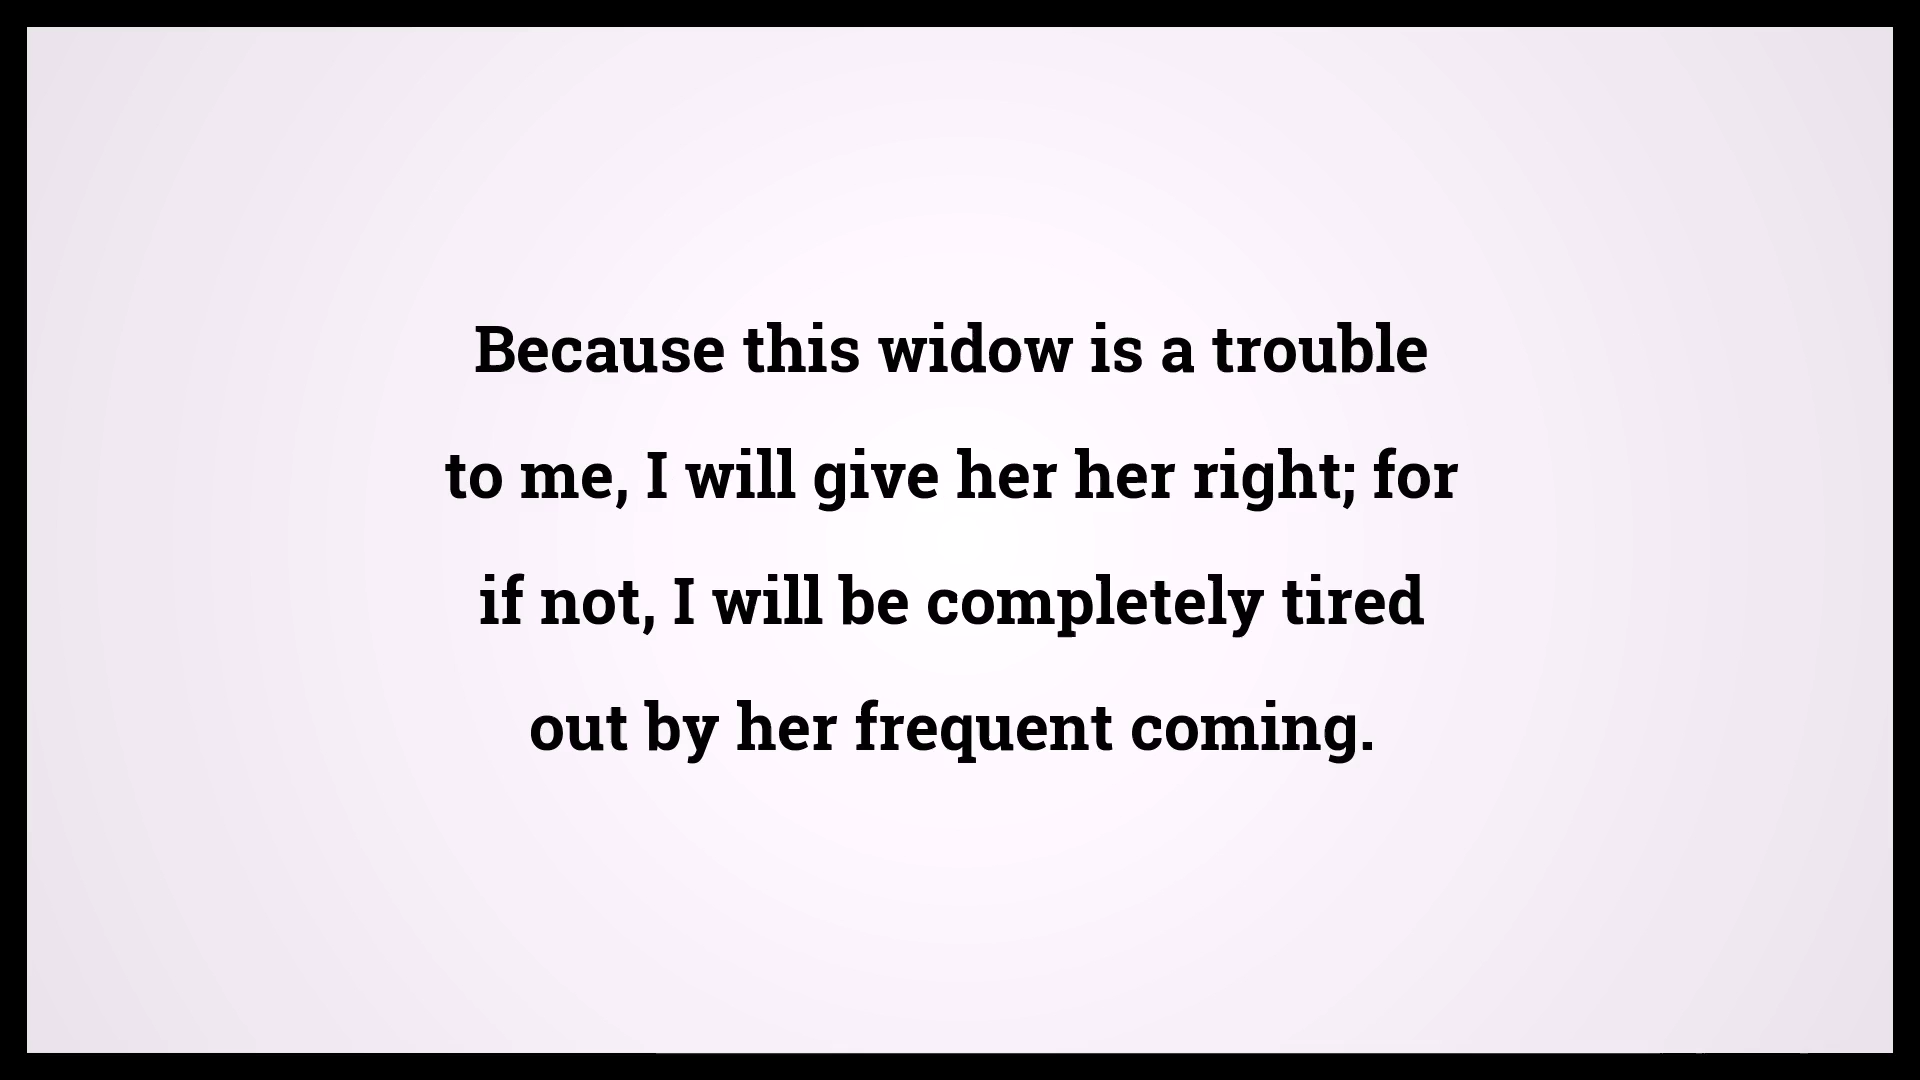 Because this widow is a trouble
to me, I will give her her right; for
if not, I will be completely tired
out by her frequent coming.